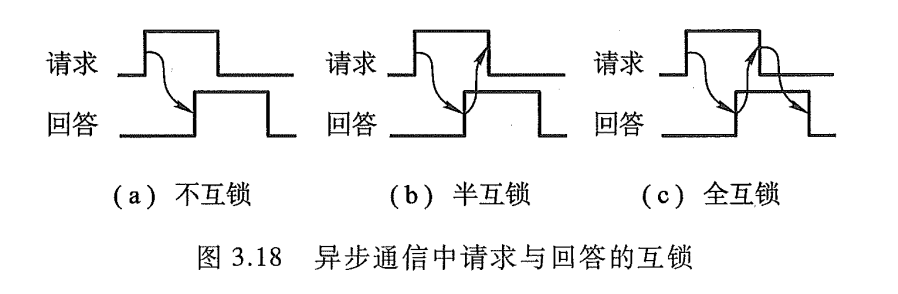 请求 请求 请求
回答 回答 回答
(a) 不互锁 (b) 半互锁 (c) 全互锁
图 3.18 异步通信中请求与回答的互锁